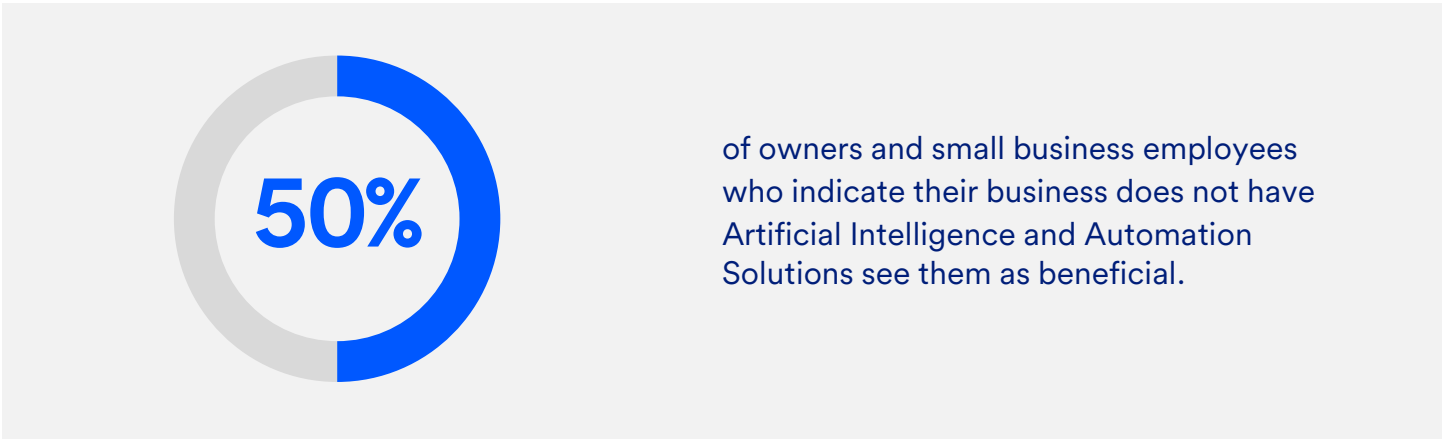 50%
of owners and small business employees
who indicate their business does not have
Artificial Intelligence and Automation
Solutions see them as beneficial.